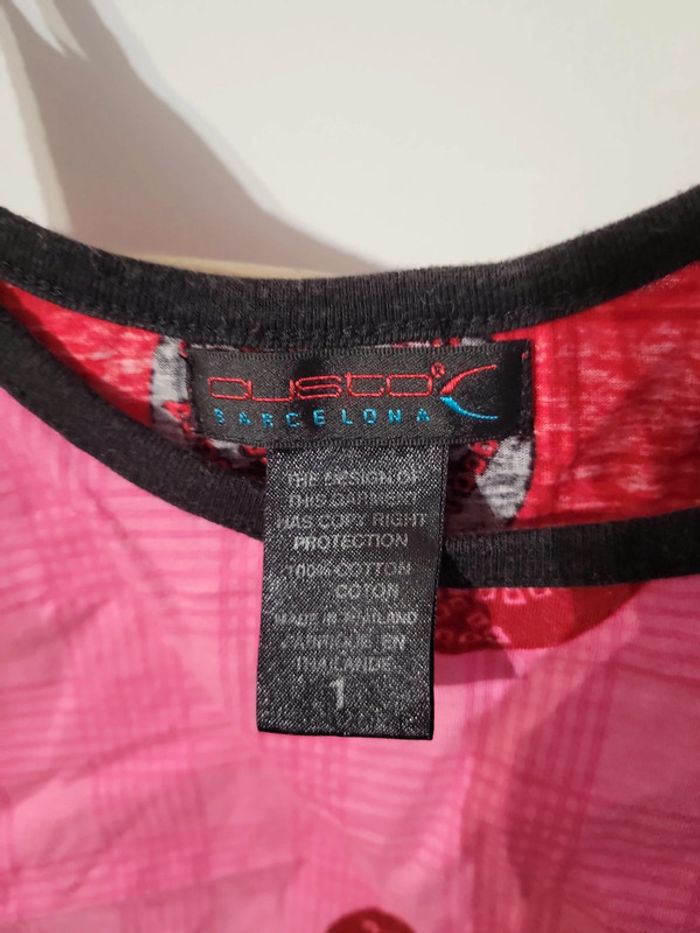 custo®
BARCELONA
THE DESIGN OF
THIS GARMENT
HAS COPY RIGHT
PROTECTION
100% COTTON
COTON
MADE IN THAILAND
FABRIQUE EN
THAILANDE
1